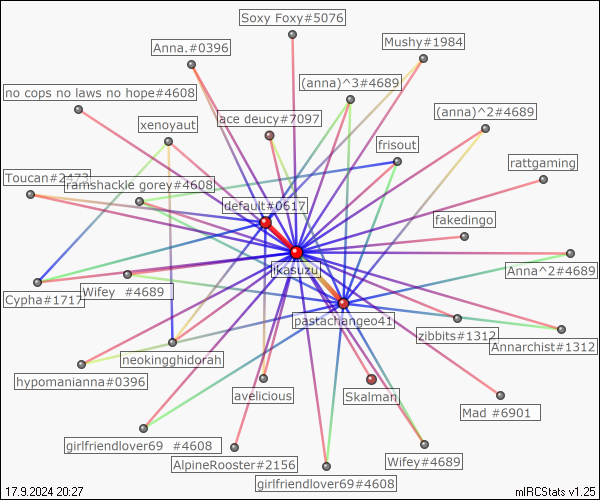 Soxy Foxy#5076
Mushy#1984
Anna.#0396
(anna)^3#4689
no cops no laws no hope#4608
(anna)^2#4689
ace deucy#7097
xenoyaut
frisout
rattgaming
Toucan#2473
ramshackle gorey#4608
default#0617
fakedingo
ikasuzu
Anna^2#4689
Wifey #4689
Cypha#1717
pastachangeo41
zibbits#1312
Annarchist#1312
neokingghidorah
hypomanianna#0396
avelicious
Skalman
Mad #6901
girlfriendlover69 #4608
AlpineRooster#2156
Wifey#4689
girlfriendlover69#4608
17.9.2024 20:27
mIRCStats v1.25